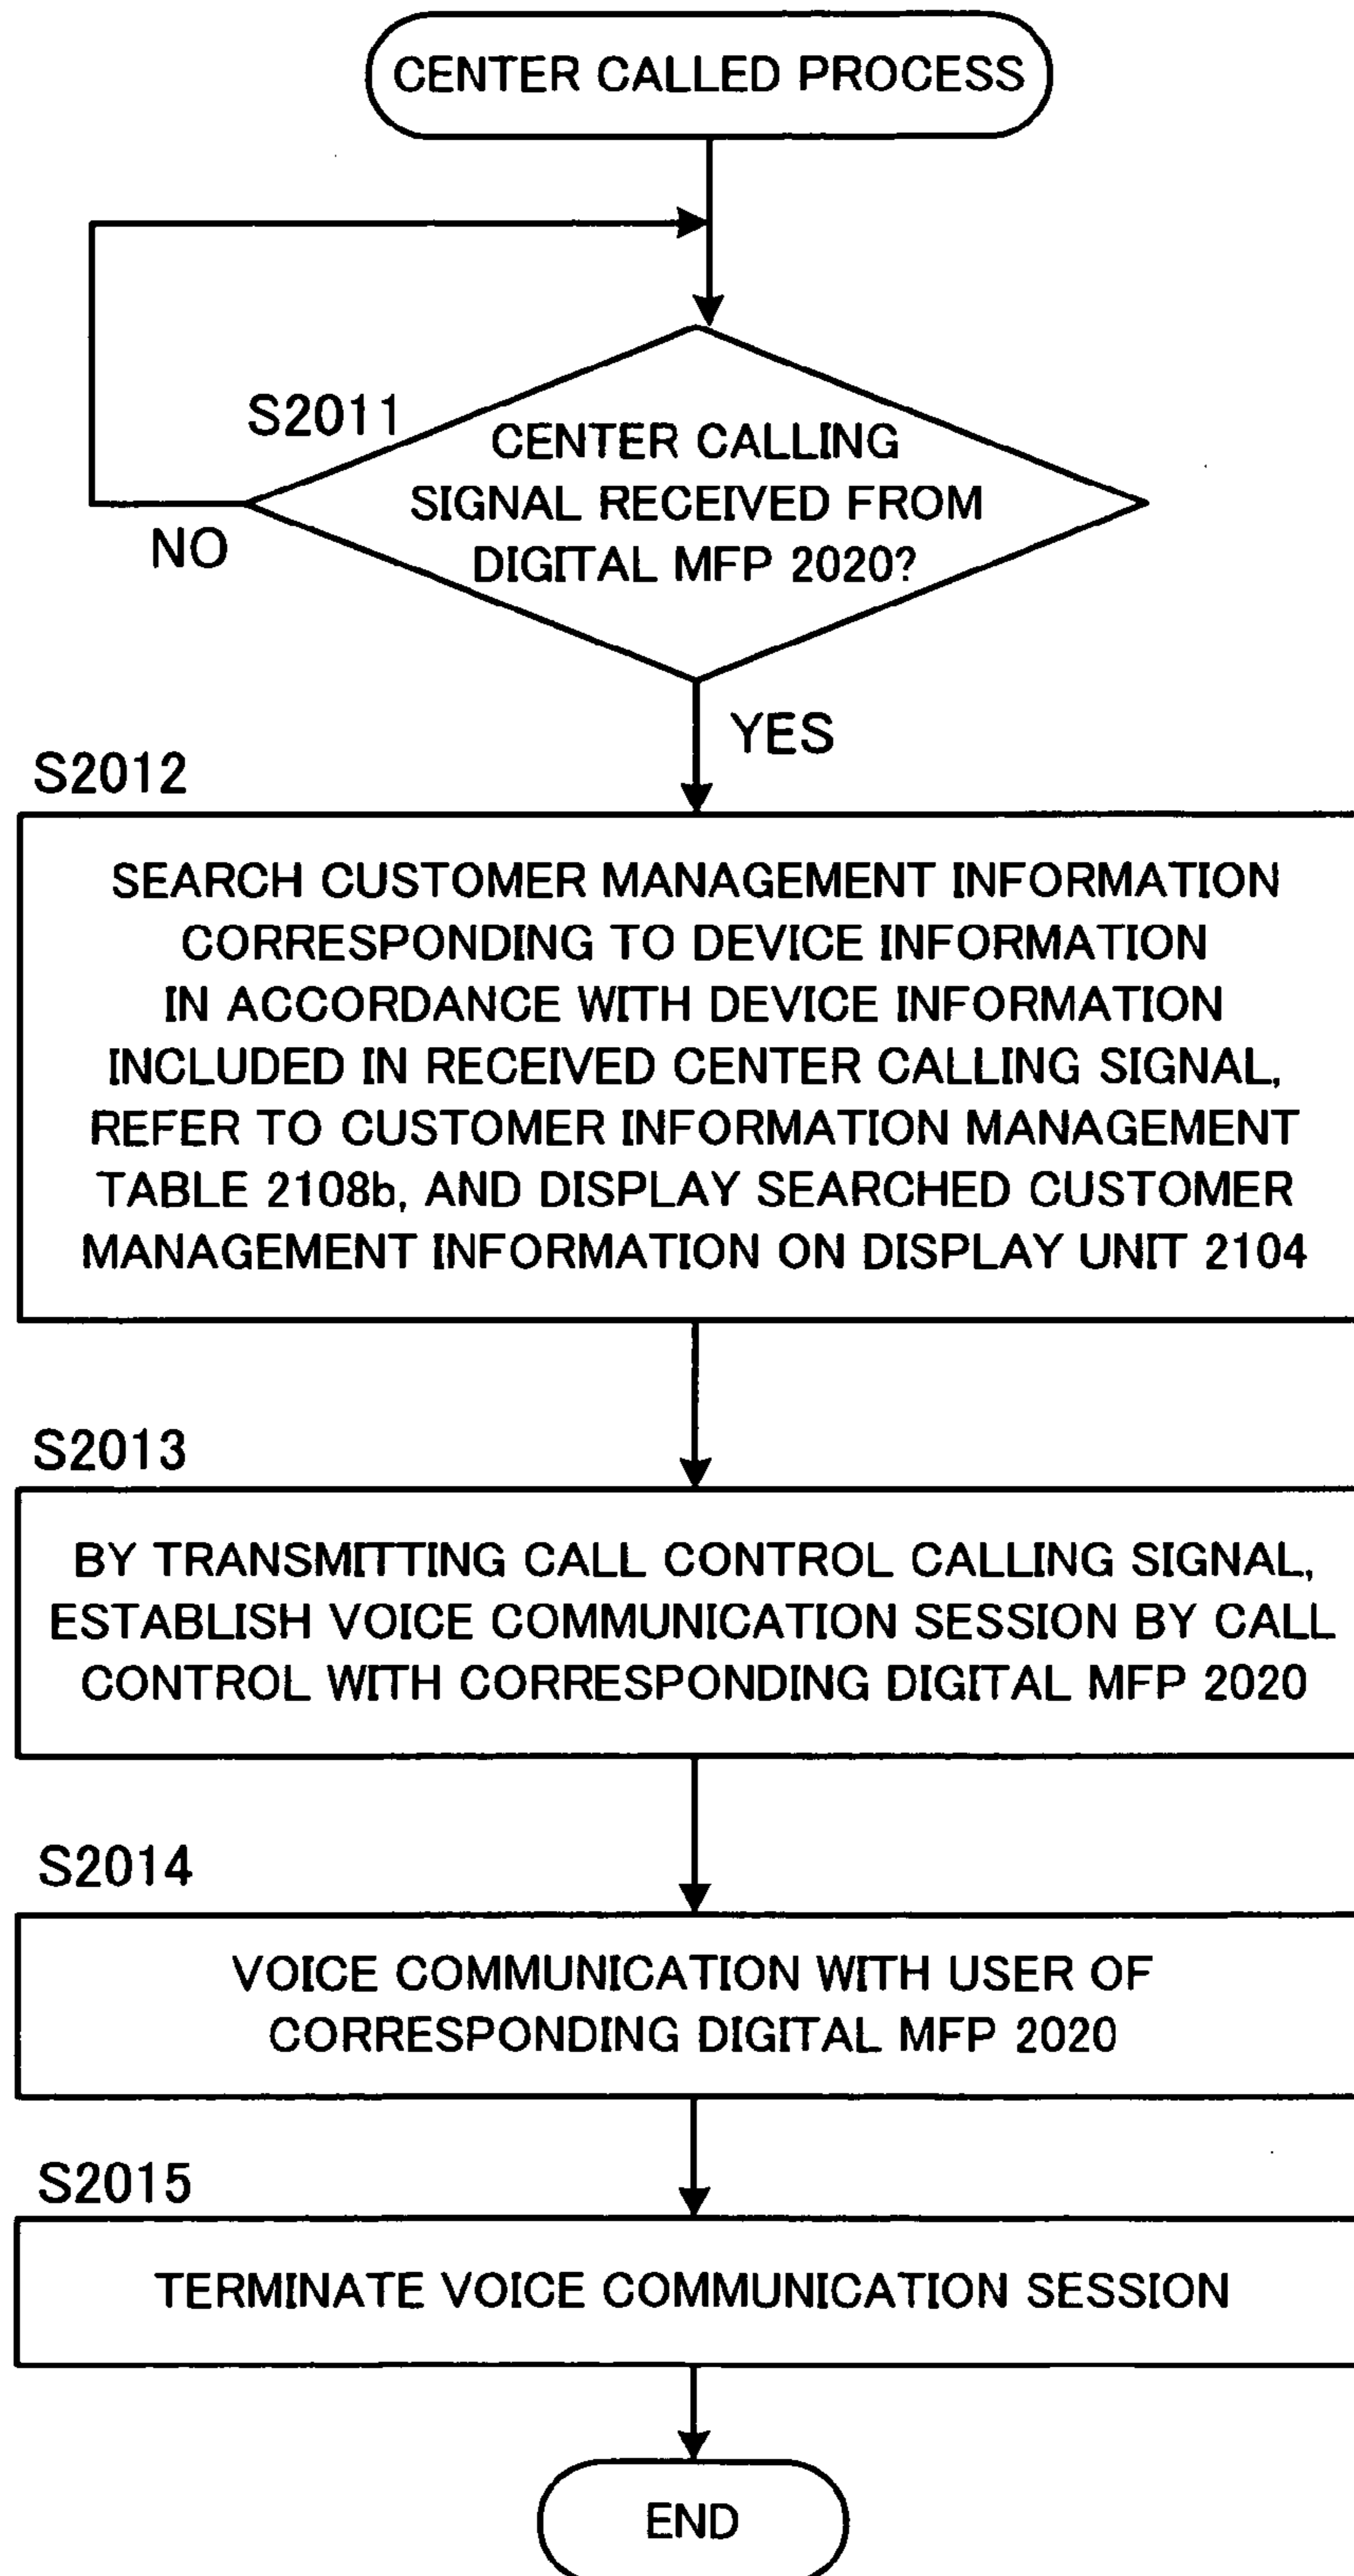 CENTER CALLED PROCESS
S2011
CENTER CALLING
SIGNAL RECEIVED FROM
DIGITAL MFP 2020?
NO
YES
S2012
SEARCH CUSTOMER MANAGEMENT INFORMATION
CORRESPONDING TO DEVICE INFORMATION
IN ACCORDANCE WITH DEVICE INFORMATION
INCLUDED IN RECEIVED CENTER CALLING SIGNAL,
REFER TO CUSTOMER INFORMATION MANAGEMENT
TABLE 2108b, AND DISPLAY SEARCHED CUSTOMER
MANAGEMENT INFORMATION ON DISPLAY UNIT 2104
S2013
BY TRANSMITTING CALL CONTROL CALLING SIGNAL,
ESTABLISH VOICE COMMUNICATION SESSION BY CALL
CONTROL WITH CORRESPONDING DIGITAL MFP 2020
S2014
VOICE COMMUNICATION WITH USER OF
CORRESPONDING DIGITAL MFP 2020
S2015
TERMINATE VOICE COMMUNICATION SESSION
END